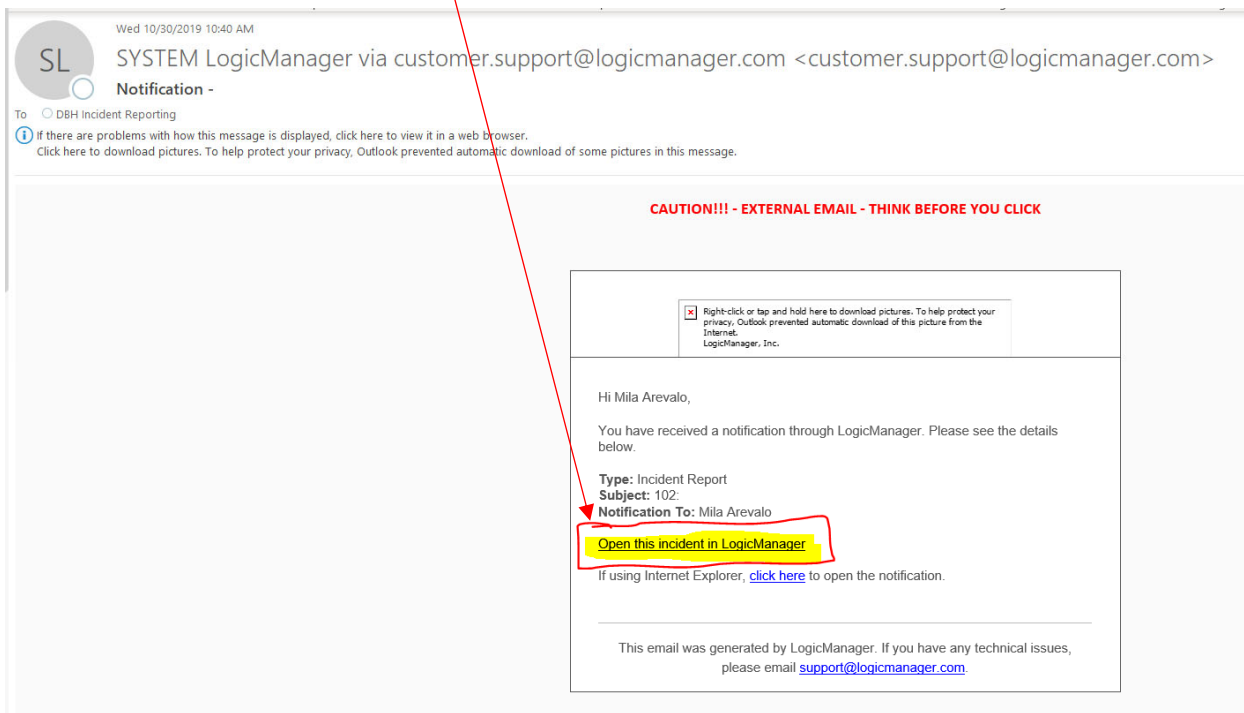 Wed 10/30/2019 10:40 AM
SL
SYSTEM LogicManager via customer.support@logicmanager.com <customer.support@logicmanager.com>
Notification -
To DBH Incident Reporting
If there are problems with how this message is displayed, click here to view it in a web browser.
Click here to download pictures. To help protect your privacy, Outlook prevented automatic download of some pictures in this message.
CAUTION!!! - EXTERNAL EMAIL - THINK BEFORE YOU CLICK
Right-click or tap and hold here to download pictures. To help protect your
privacy, Outlook prevented automatic download of this picture from the
Internet.
LogicManager, Inc.
Hi Mila Arevalo,
You have received a notification through LogicManager. Please see the details
below.
Type: Incident Report
Subject: 102:
Notification To: Mila Arevalo
Open this incident in LogicManager
If using Internet Explorer, click here to open the notification.
This email was generated by LogicManager. If you have any technical issues,
please email support@logicmanager.com.